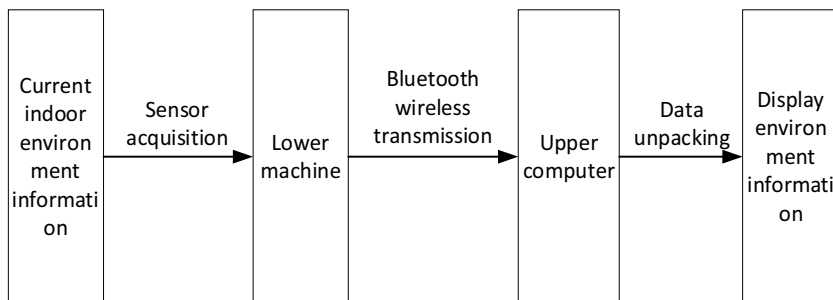 Current
indoor
environ
ment
informati
on
Sensor
acquisition
Lower
machine
Bluetooth
wireless
transmission
Upper
computer
Data
unpacking
Display
environ
ment
informati
on